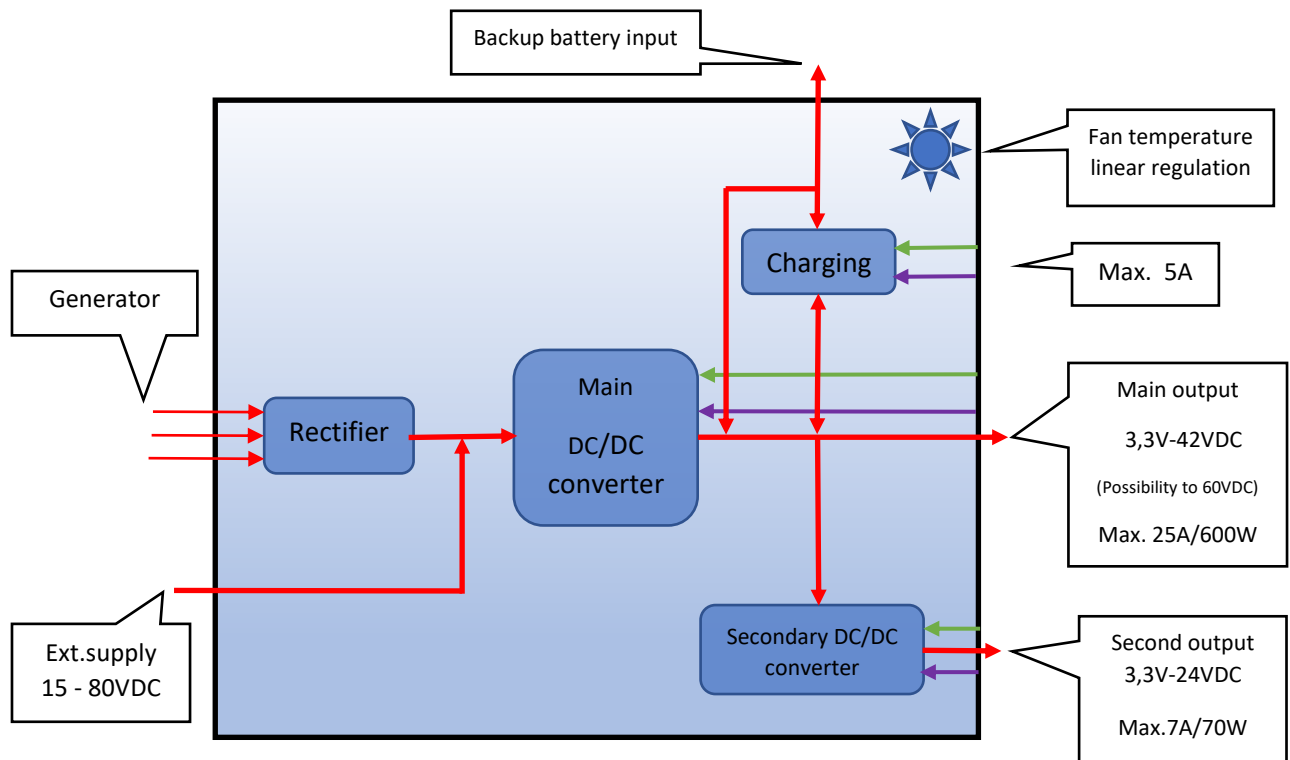 Backup battery input
Fan temperature
linear regulation
Charging
Max.  5A
Generator
Main
DC/DC
converter
Rectifier
Main output
3,3V-42VDC
(Possibility to 60VDC)
Max. 25A/600W
Ext.supply
15 - 80VDC
Secondary DC/DC
converter
Second output
3,3V-24VDC
Max.7A/70W